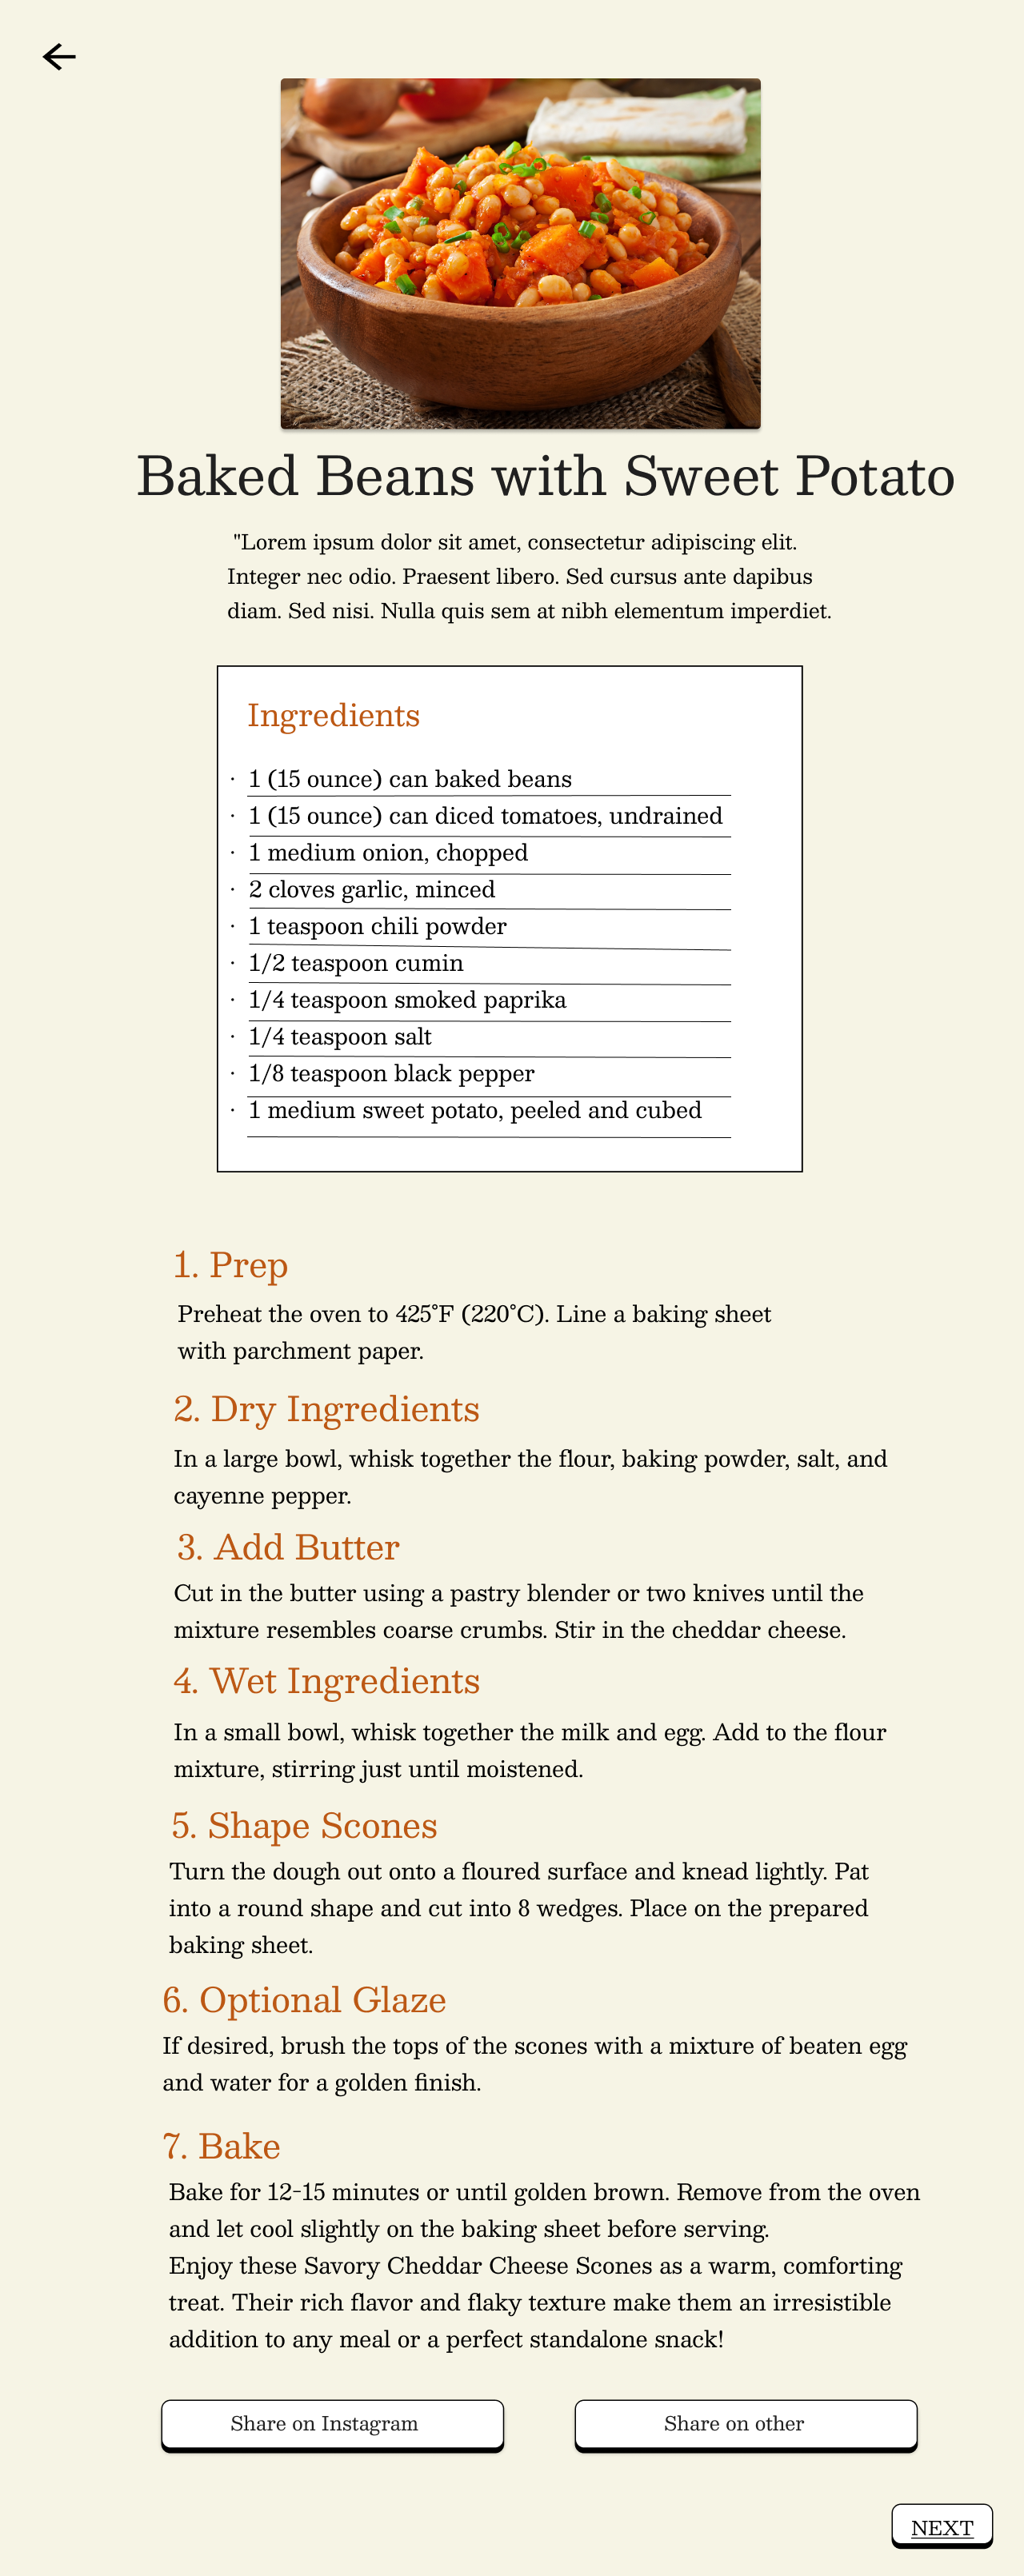 Baked Beans with Sweet Potato
"Lorem ipsum dolor sit amet, consectetur adipiscing elit.
Integer nec odio. Praesent libero. Sed cursus ante dapibus
diam. Sed nisi. Nulla quis sem at nibh elementum imperdiet.
Ingredients
· 1 (15 ounce) can baked beans
· 1 (15 ounce) can diced tomatoes, undrained
· 1 medium onion, chopped
· 2 cloves garlic, minced
· 1 teaspoon chili powder
· 1/2 teaspoon cumin
· 1/4 teaspoon smoked paprika
· 1/4 teaspoon salt
· 1/8 teaspoon black pepper
· 1 medium sweet potato, peeled and cubed
1. Prep
Preheat the oven to 425°F (220°C). Line a baking sheet
with parchment paper.
2. Dry Ingredients
In a large bowl, whisk together the flour, baking powder, salt, and
cayenne pepper.
3. Add Butter
Cut in the butter using a pastry blender or two knives until the
mixture resembles coarse crumbs. Stir in the cheddar cheese.
4. Wet Ingredients
In a small bowl, whisk together the milk and egg. Add to the flour
mixture, stirring just until moistened.
5. Shape Scones
Turn the dough out onto a floured surface and knead lightly. Pat
into a round shape and cut into 8 wedges. Place on the prepared
baking sheet.
6. Optional Glaze
If desired, brush the tops of the scones with a mixture of beaten egg
and water for a golden finish.
7. Bake
Bake for 12-15 minutes or until golden brown. Remove from the oven
and let cool slightly on the baking sheet before serving.
Enjoy these Savory Cheddar Cheese Scones as a warm, comforting
treat. Their rich flavor and flaky texture make them an irresistible
addition to any meal or a perfect standalone snack!
Share on Instagram
Share on other
NEXT